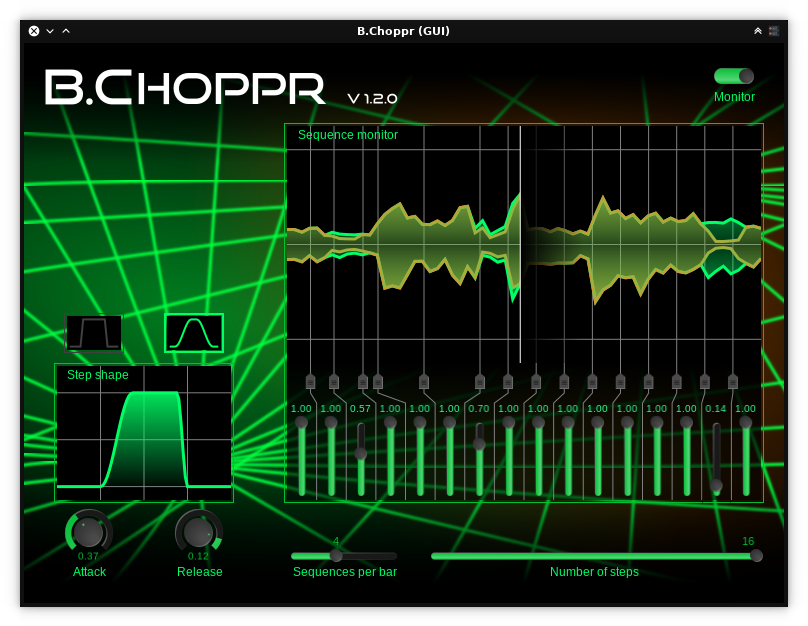 B.Choppr (GUI)
B.CHOPPR V 1.2.0
Monitor
Sequence monitor
Step shape
1.00 1.00 0.57 1.00 1.00 1.00 0.70 1.00 1.00 1.00 1.00 1.00 1.00 1.00 0.14 1.00
0.37 0.12
Attack Release
4 16
Sequences per bar Number of steps